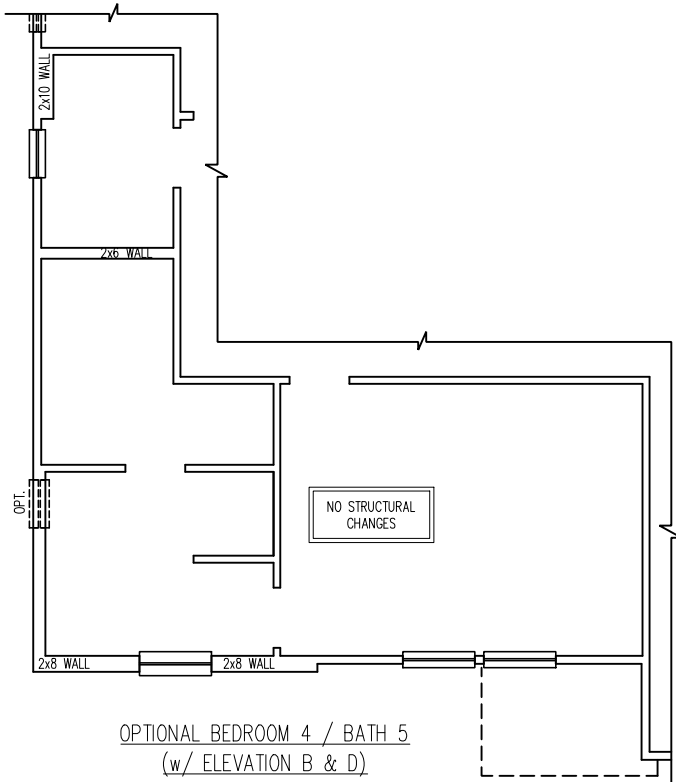 2x10 WALL
2x6 WALL
OPT.
NO STRUCTURAL
CHANGES
2x8 WALL
2x8 WALL
OPTIONAL BEDROOM 4 / BATH 5
(w/ ELEVATION B & D)